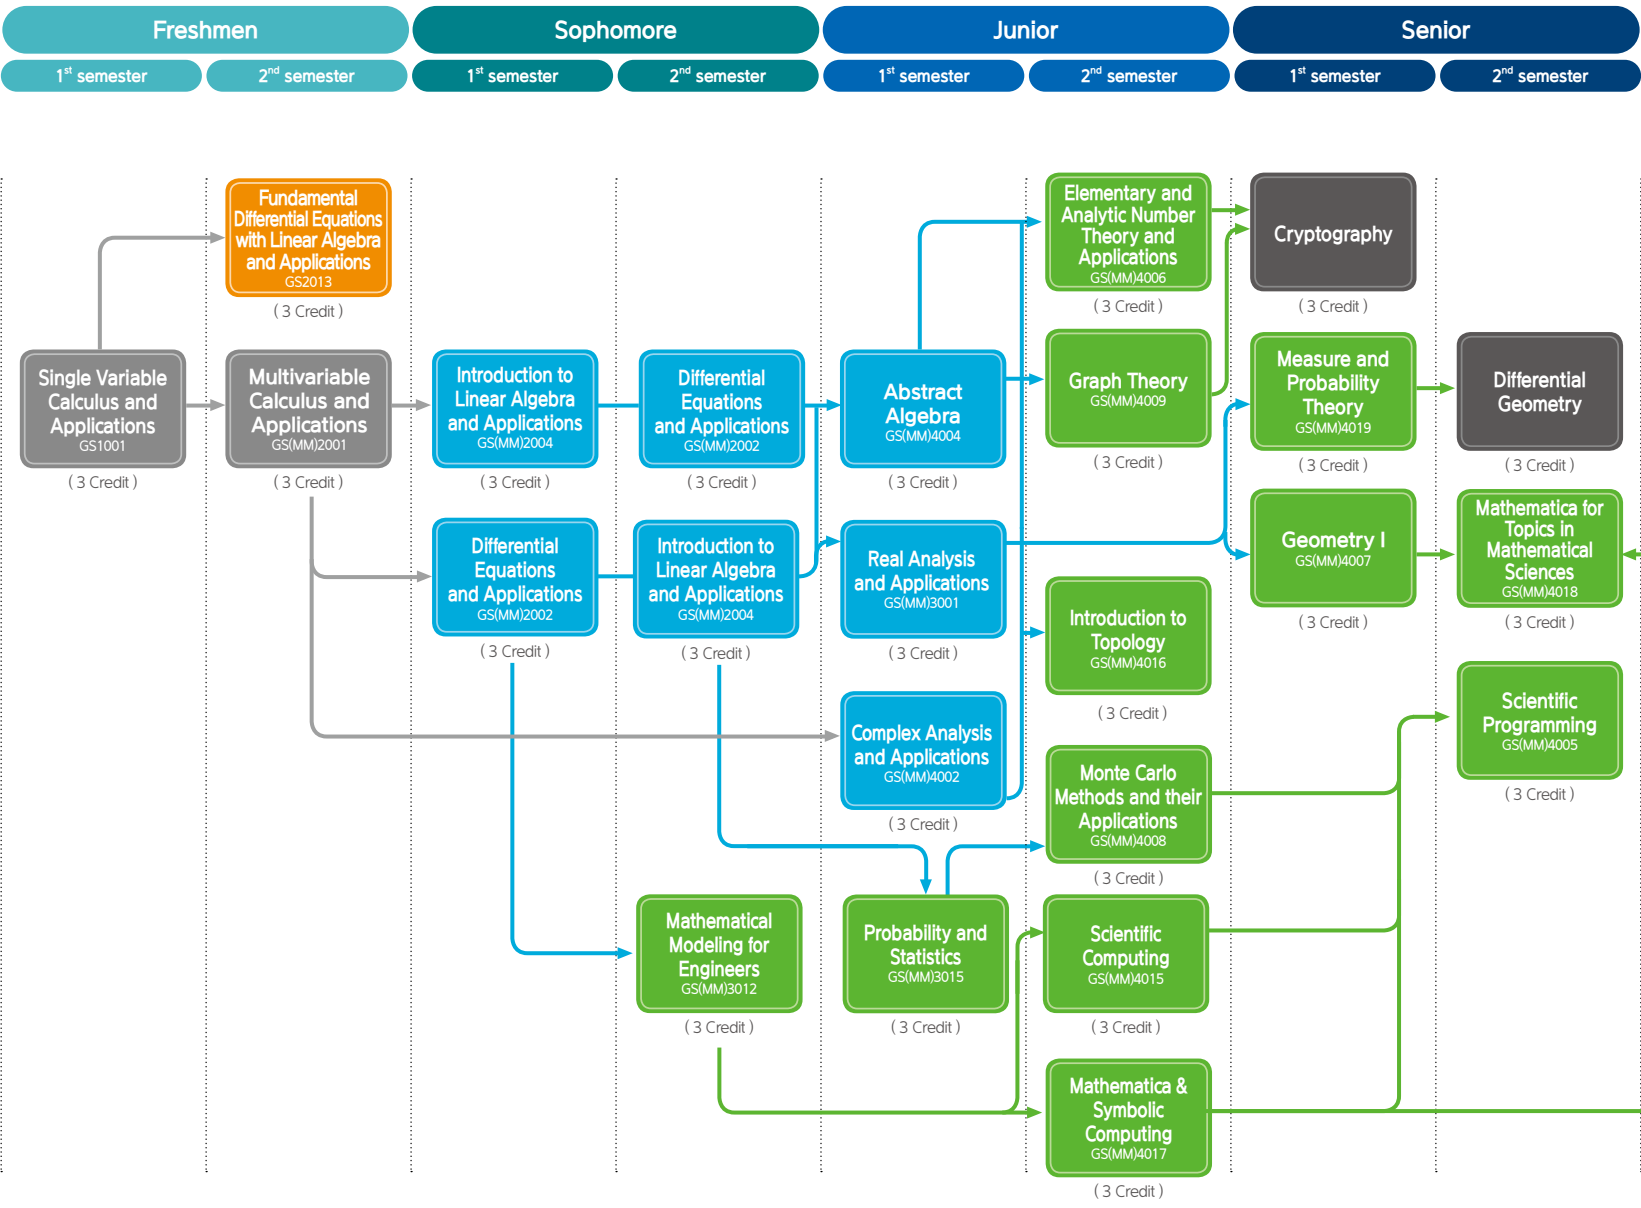 Freshmen
Sophomore
Junior
Senior
1st semester
2nd semester
1st semester
2nd semester
1st semester
2nd semester
1st semester
2nd semester
Single Variable
Calculus and
Applications
GS1001
( 3 Credit )
Fundamental
Differential Equations
with Linear Algebra
and Applications
GS2013
( 3 Credit )
Multivariable
Calculus and
Applications
GS(MM)2001
( 3 Credit )
Introduction to
Linear Algebra
and Applications
GS(MM)2004
( 3 Credit )
Differential
Equations
and Applications
GS(MM)2002
( 3 Credit )
Differential
Equations
and Applications
GS(MM)2002
( 3 Credit )
Introduction to
Linear Algebra
and Applications
GS(MM)2004
( 3 Credit )
Mathematical
Modeling for
Engineers
GS(MM)3012
( 3 Credit )
Abstract
Algebra
GS(MM)4004
( 3 Credit )
Real Analysis
and Applications
GS(MM)3001
( 3 Credit )
Complex Analysis
and Applications
GS(MM)4002
( 3 Credit )
Probability and
Statistics
GS(MM)3015
( 3 Credit )
Elementary and
Analytic Number
Theory and
Applications
GS(MM)4006
( 3 Credit )
Graph Theory
GS(MM)4009
( 3 Credit )
Introduction to
Topology
GS(MM)4016
( 3 Credit )
Monte Carlo
Methods and their
Applications
GS(MM)4008
( 3 Credit )
Scientific
Computing
GS(MM)4015
( 3 Credit )
Mathematica &
Symbolic
Computing
GS(MM)4017
( 3 Credit )
Cryptography
( 3 Credit )
Measure and
Probability
Theory
GS(MM)4019
( 3 Credit )
Geometry I
GS(MM)4007
( 3 Credit )
Differential
Geometry
( 3 Credit )
Mathematica for
Topics in
Mathematical
Sciences
GS(MM)4018
( 3 Credit )
Scientific
Programming
GS(MM)4005
( 3 Credit )